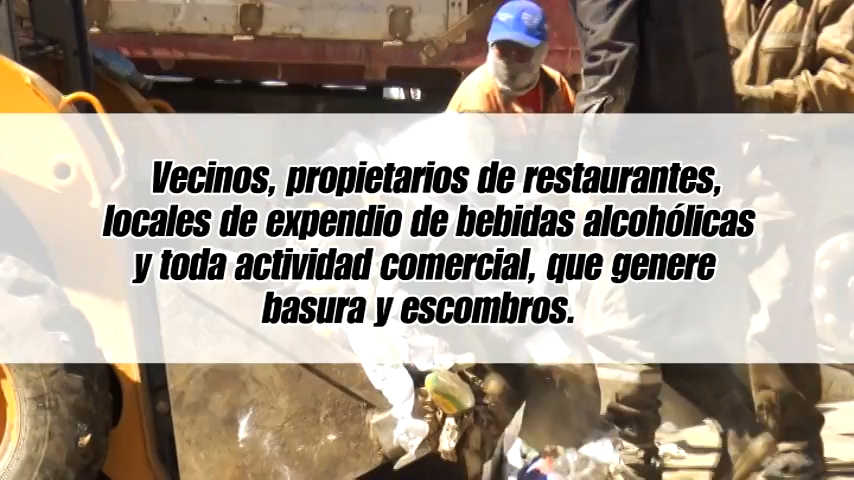 Vecinos, propietarios de restaurantes,
locales de expendio de bebidas alcohólicas
y toda actividad comercial, que genere
basura y escombros.